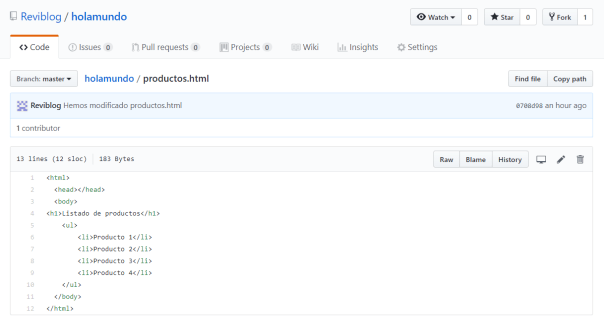 Reviblog / holamundo Watch 0 Star 0 Fork 1
Code Issues 0 Pull requests 0 Projects 0 Wiki Insights Settings
Branch: master holamundo / productos.html Find file Copy path
Reviblog Hemos modificado productos.html 0708d98 an hour ago
1 contributor
13 lines (12 sloc) 183 Bytes Raw Blame History
1 <html>
2 <head></head>
3 <body>
4 <h1>Listado de productos</h1>
5 <ul>
6 <li>Producto 1</li>
7 <li>Producto 2</li>
8 <li>Producto 3</li>
9 <li>Producto 4</li>
10 </ul>
11 </body>
12 </html>